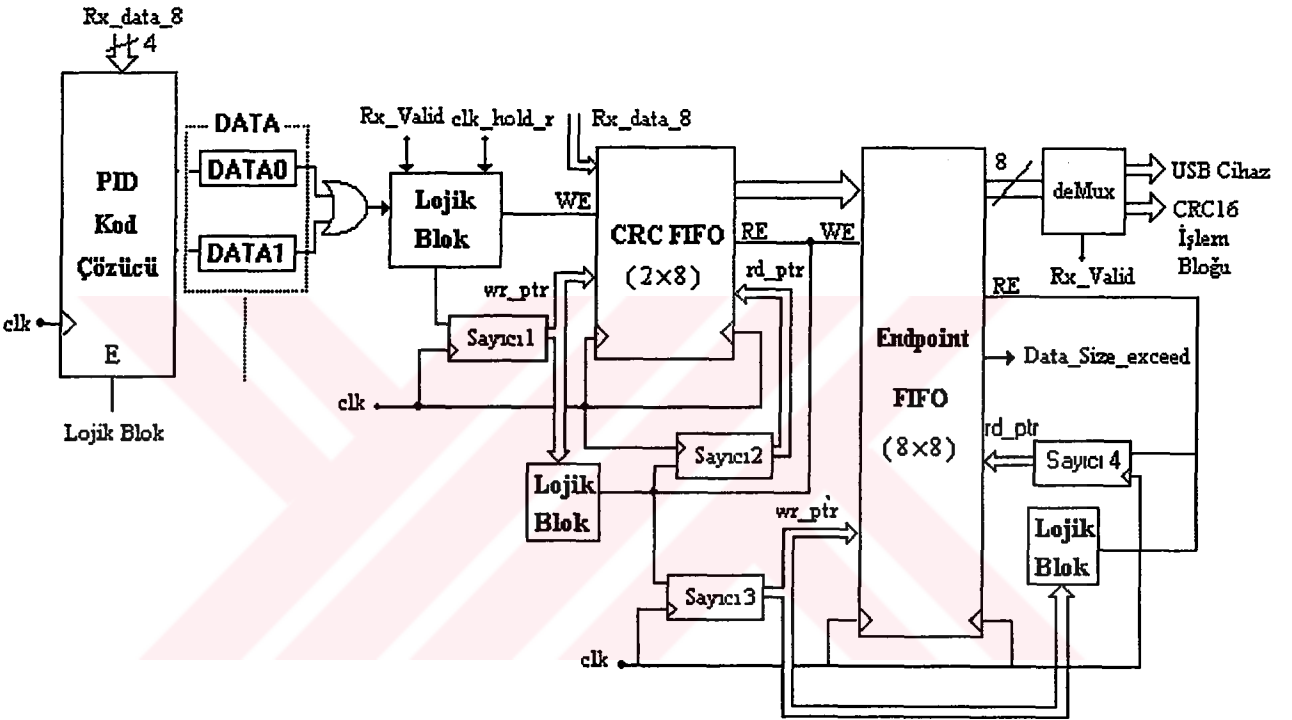 Rx_data_8
4
PID
Kod
Çözücü
clk
E
Lojik Blok
DATA
DATA0
DATA1
Rx_Valid
clk_hold_r
Rx_data_8
Lojik
Blok
WE
CRC FIFO
(2×8)
RE
WE
wr_ptr
rd_ptr
Sayıcı1
clk
Sayıcı2
Lojik
Blok
Sayıcı3
wr_ptr
clk
Endpoint
FIFO
(8×8)
8
deMux
USB Cihaz
CRC16
İşlem
Bloğu
Rx_Valid
RE
Data_Size_exceed
rd_ptr
Sayıcı 4
Lojik
Blok